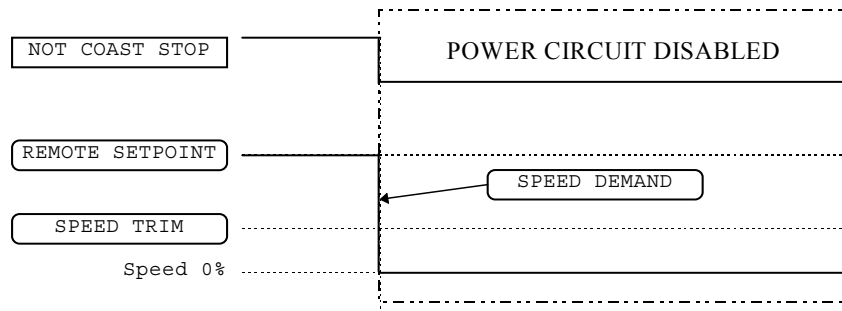 NOT COAST STOP
POWER CIRCUIT DISABLED
REMOTE SETPOINT
SPEED DEMAND
SPEED TRIM
Speed 0%